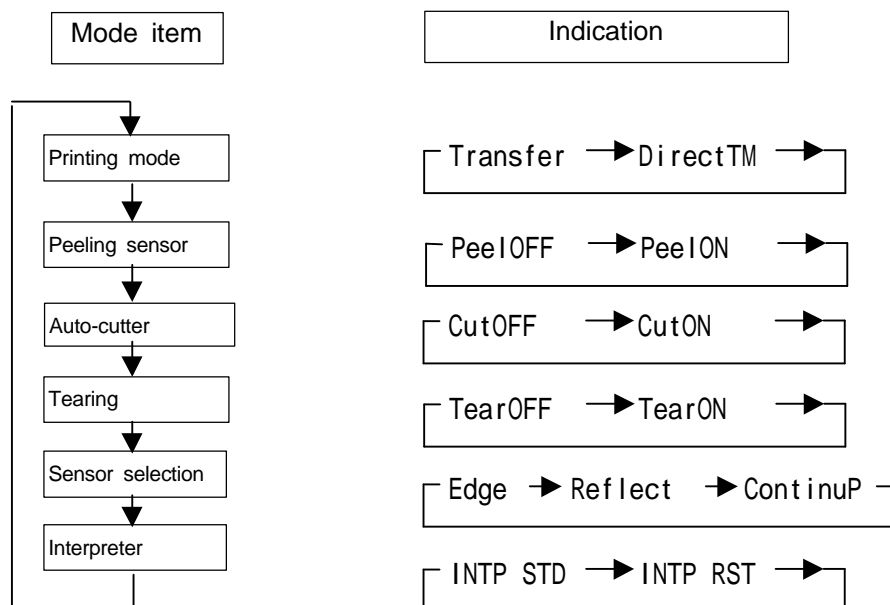 Mode item
Indication
Printing mode
Transfer DirectTM
Peeling sensor
PeelOFF PeelON
Auto-cutter
CutOFF CutON
Tearing
TearOFF TearON
Sensor selection
Edge Reflect ContinuP
Interpreter
INTP STD INTP RST